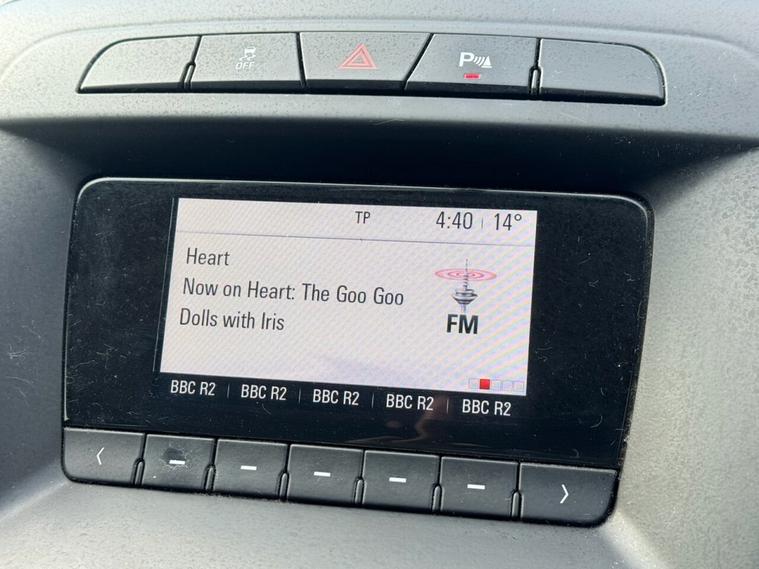 OFF
P
TP 4:40 14°
Heart
Now on Heart: The Goo Goo
Dolls with Iris
FM
BBC R2 BBC R2 BBC R2 BBC R2 BBC R2